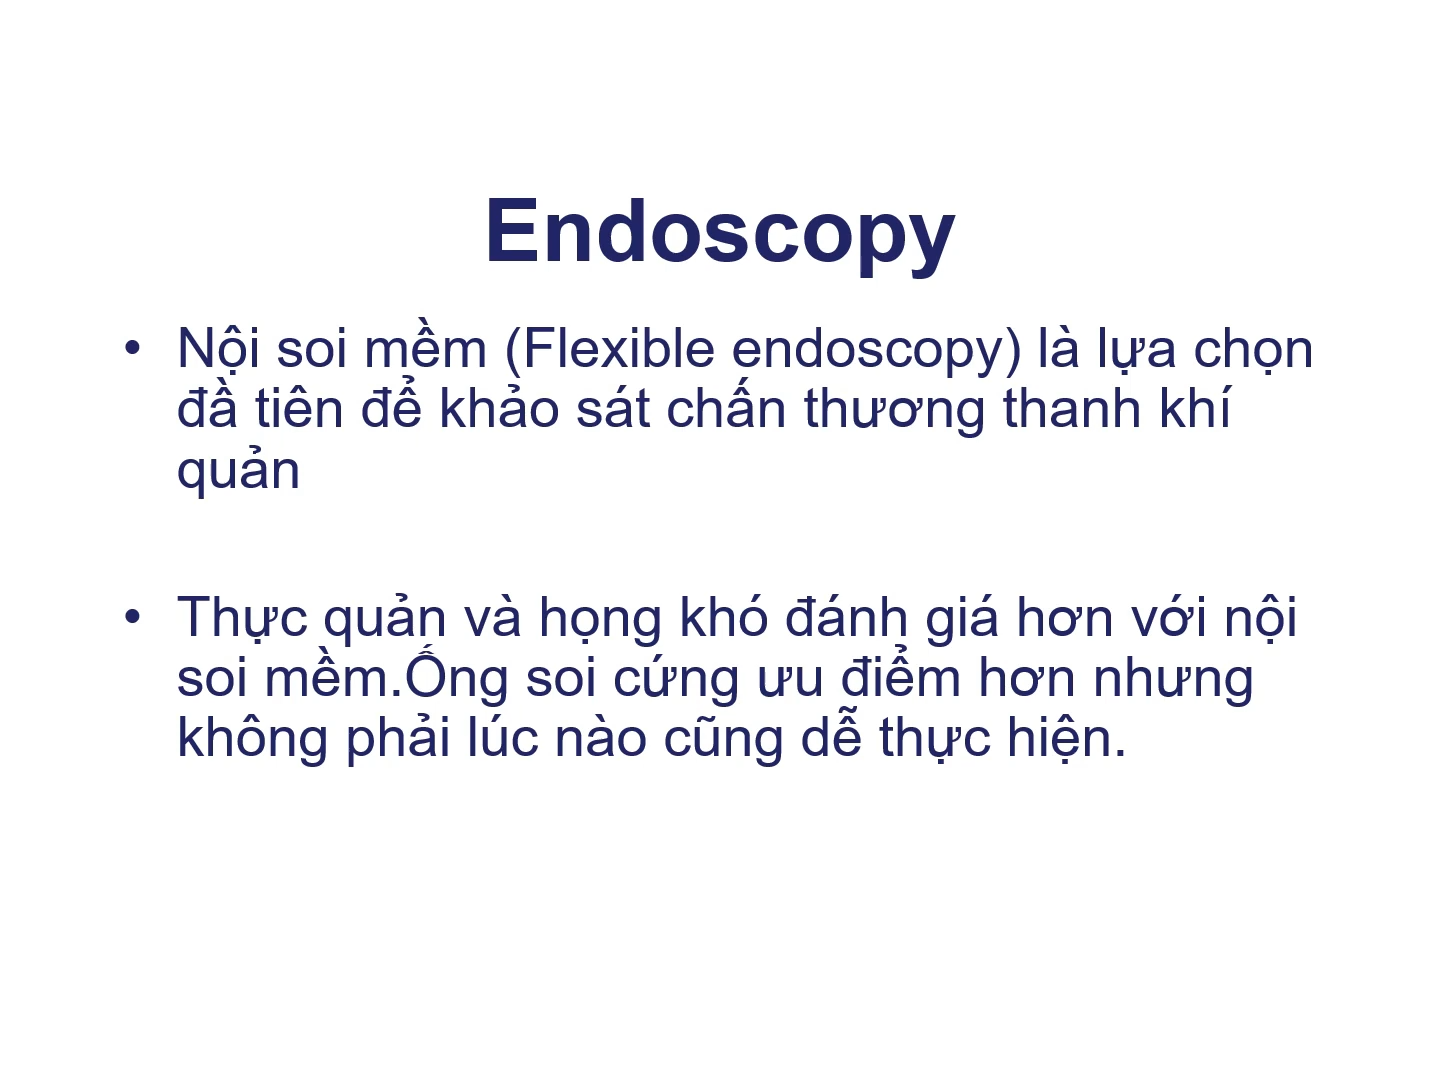 Endoscopy
• Nội soi mềm (Flexible endoscopy) là lựa chọn
đầ tiên để khảo sát chấn thương thanh khí
quản
• Thực quản và họng khó đánh giá hơn với nội
soi mềm.Ống soi cứng ưu điểm hơn nhưng
không phải lúc nào cũng dễ thực hiện.